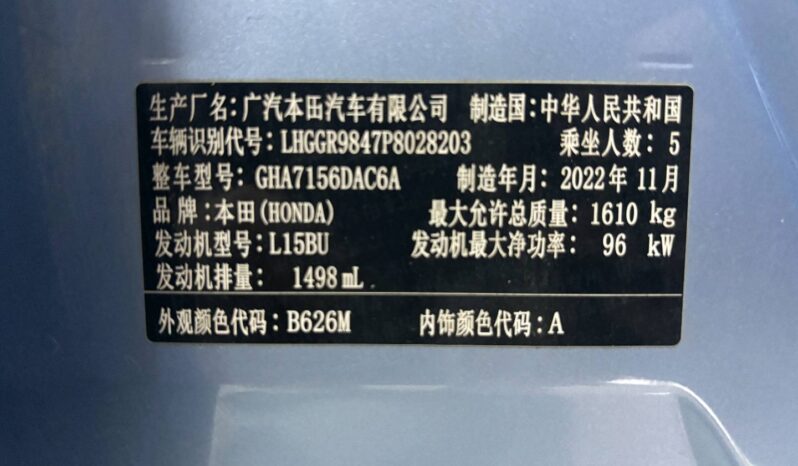 生产厂名:广汽本田汽车有限公司 制造国:中华人民共和国
车辆识别代号:LHGGR9847P8028203 乘坐人数:5
整车型号:GHA7156DAC6A 制造年月:2022年11月
品牌:本田(HONDA) 最大允许总质量:1610 kg
发动机型号:L15BU 发动机最大净功率:96 kW
发动机排量:1498 mL
外观颜色代码:B626M 内饰颜色代码:A